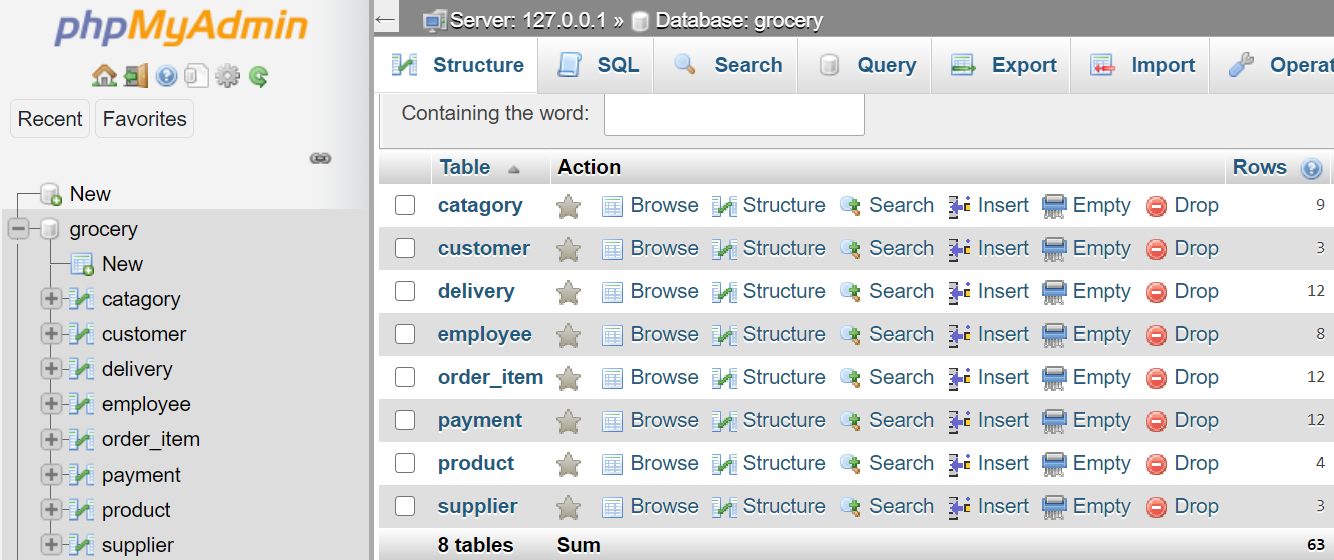 phpMyAdmin
Recent Favorites
New
grocery
New
catagory
customer
delivery
employee
order_item
payment
product
supplier
Server: 127.0.0.1 » Database: grocery
Structure SQL Search Query Export Import Operat
Containing the word:
Table Action Rows
catagory Browse Structure Search Insert Empty Drop 9
customer Browse Structure Search Insert Empty Drop 3
delivery Browse Structure Search Insert Empty Drop 12
employee Browse Structure Search Insert Empty Drop 8
order_item Browse Structure Search Insert Empty Drop 12
payment Browse Structure Search Insert Empty Drop 12
product Browse Structure Search Insert Empty Drop 4
supplier Browse Structure Search Insert Empty Drop 3
8 tables Sum 63